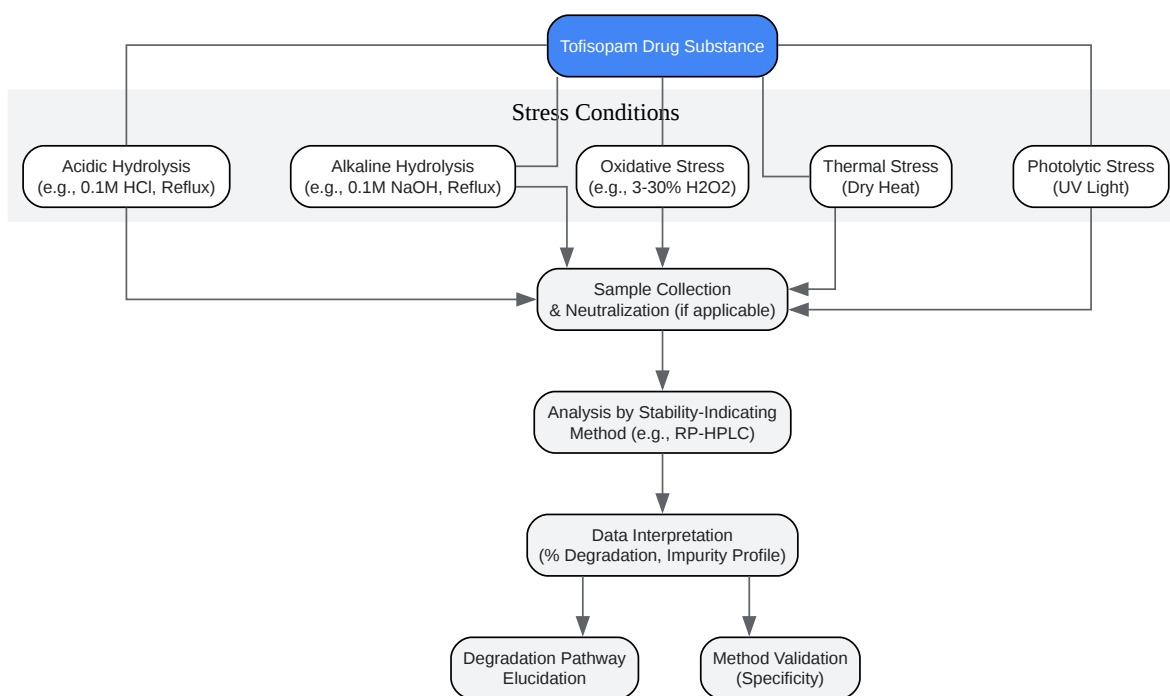 Tofisopam Drug Substance
Stress Conditions
Acidic Hydrolysis
(e.g., 0.1M HCl, Reflux)
Alkaline Hydrolysis
(e.g., 0.1M NaOH, Reflux)
Oxidative Stress
(e.g., 3-30% H2O2)
Thermal Stress
(Dry Heat)
Photolytic Stress
(UV Light)
Sample Collection
& Neutralization (if applicable)
Analysis by Stability-Indicating
Method (e.g., RP-HPLC)
Data Interpretation
(% Degradation, Impurity Profile)
Degradation Pathway
Elucidation
Method Validation
(Specificity)